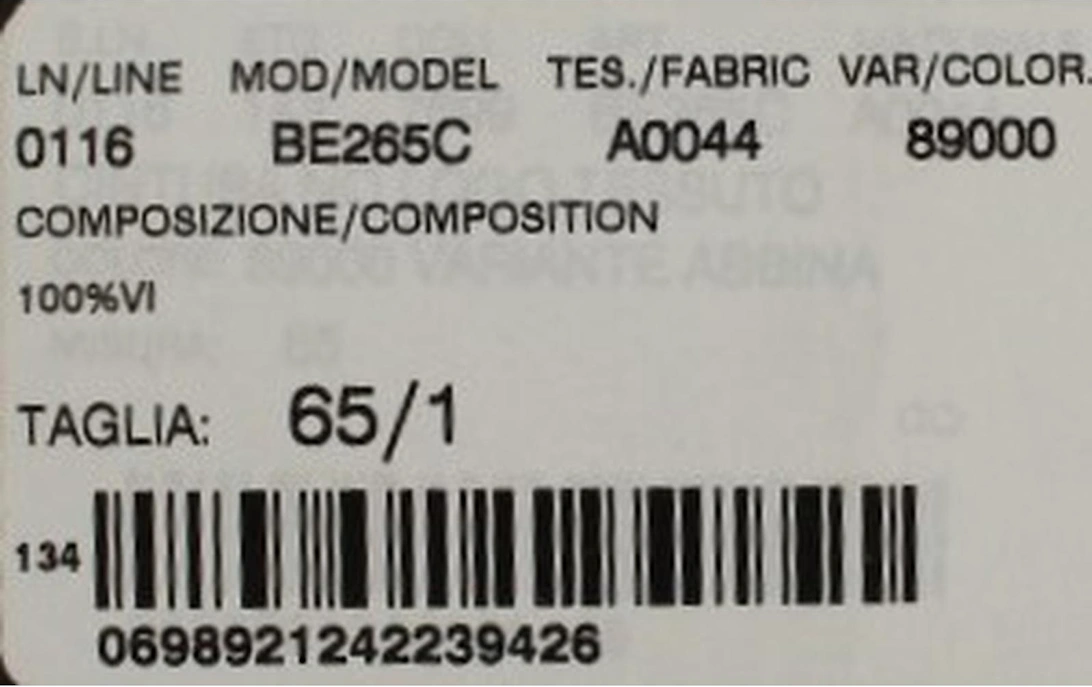 LN/LINE MOD/MODEL TES./FABRIC VAR/COLOR.
0116 BE265C A0044 89000
COMPOSIZIONE/COMPOSITION
100%VI
TAGLIA: 65/1
134
0698921242239426